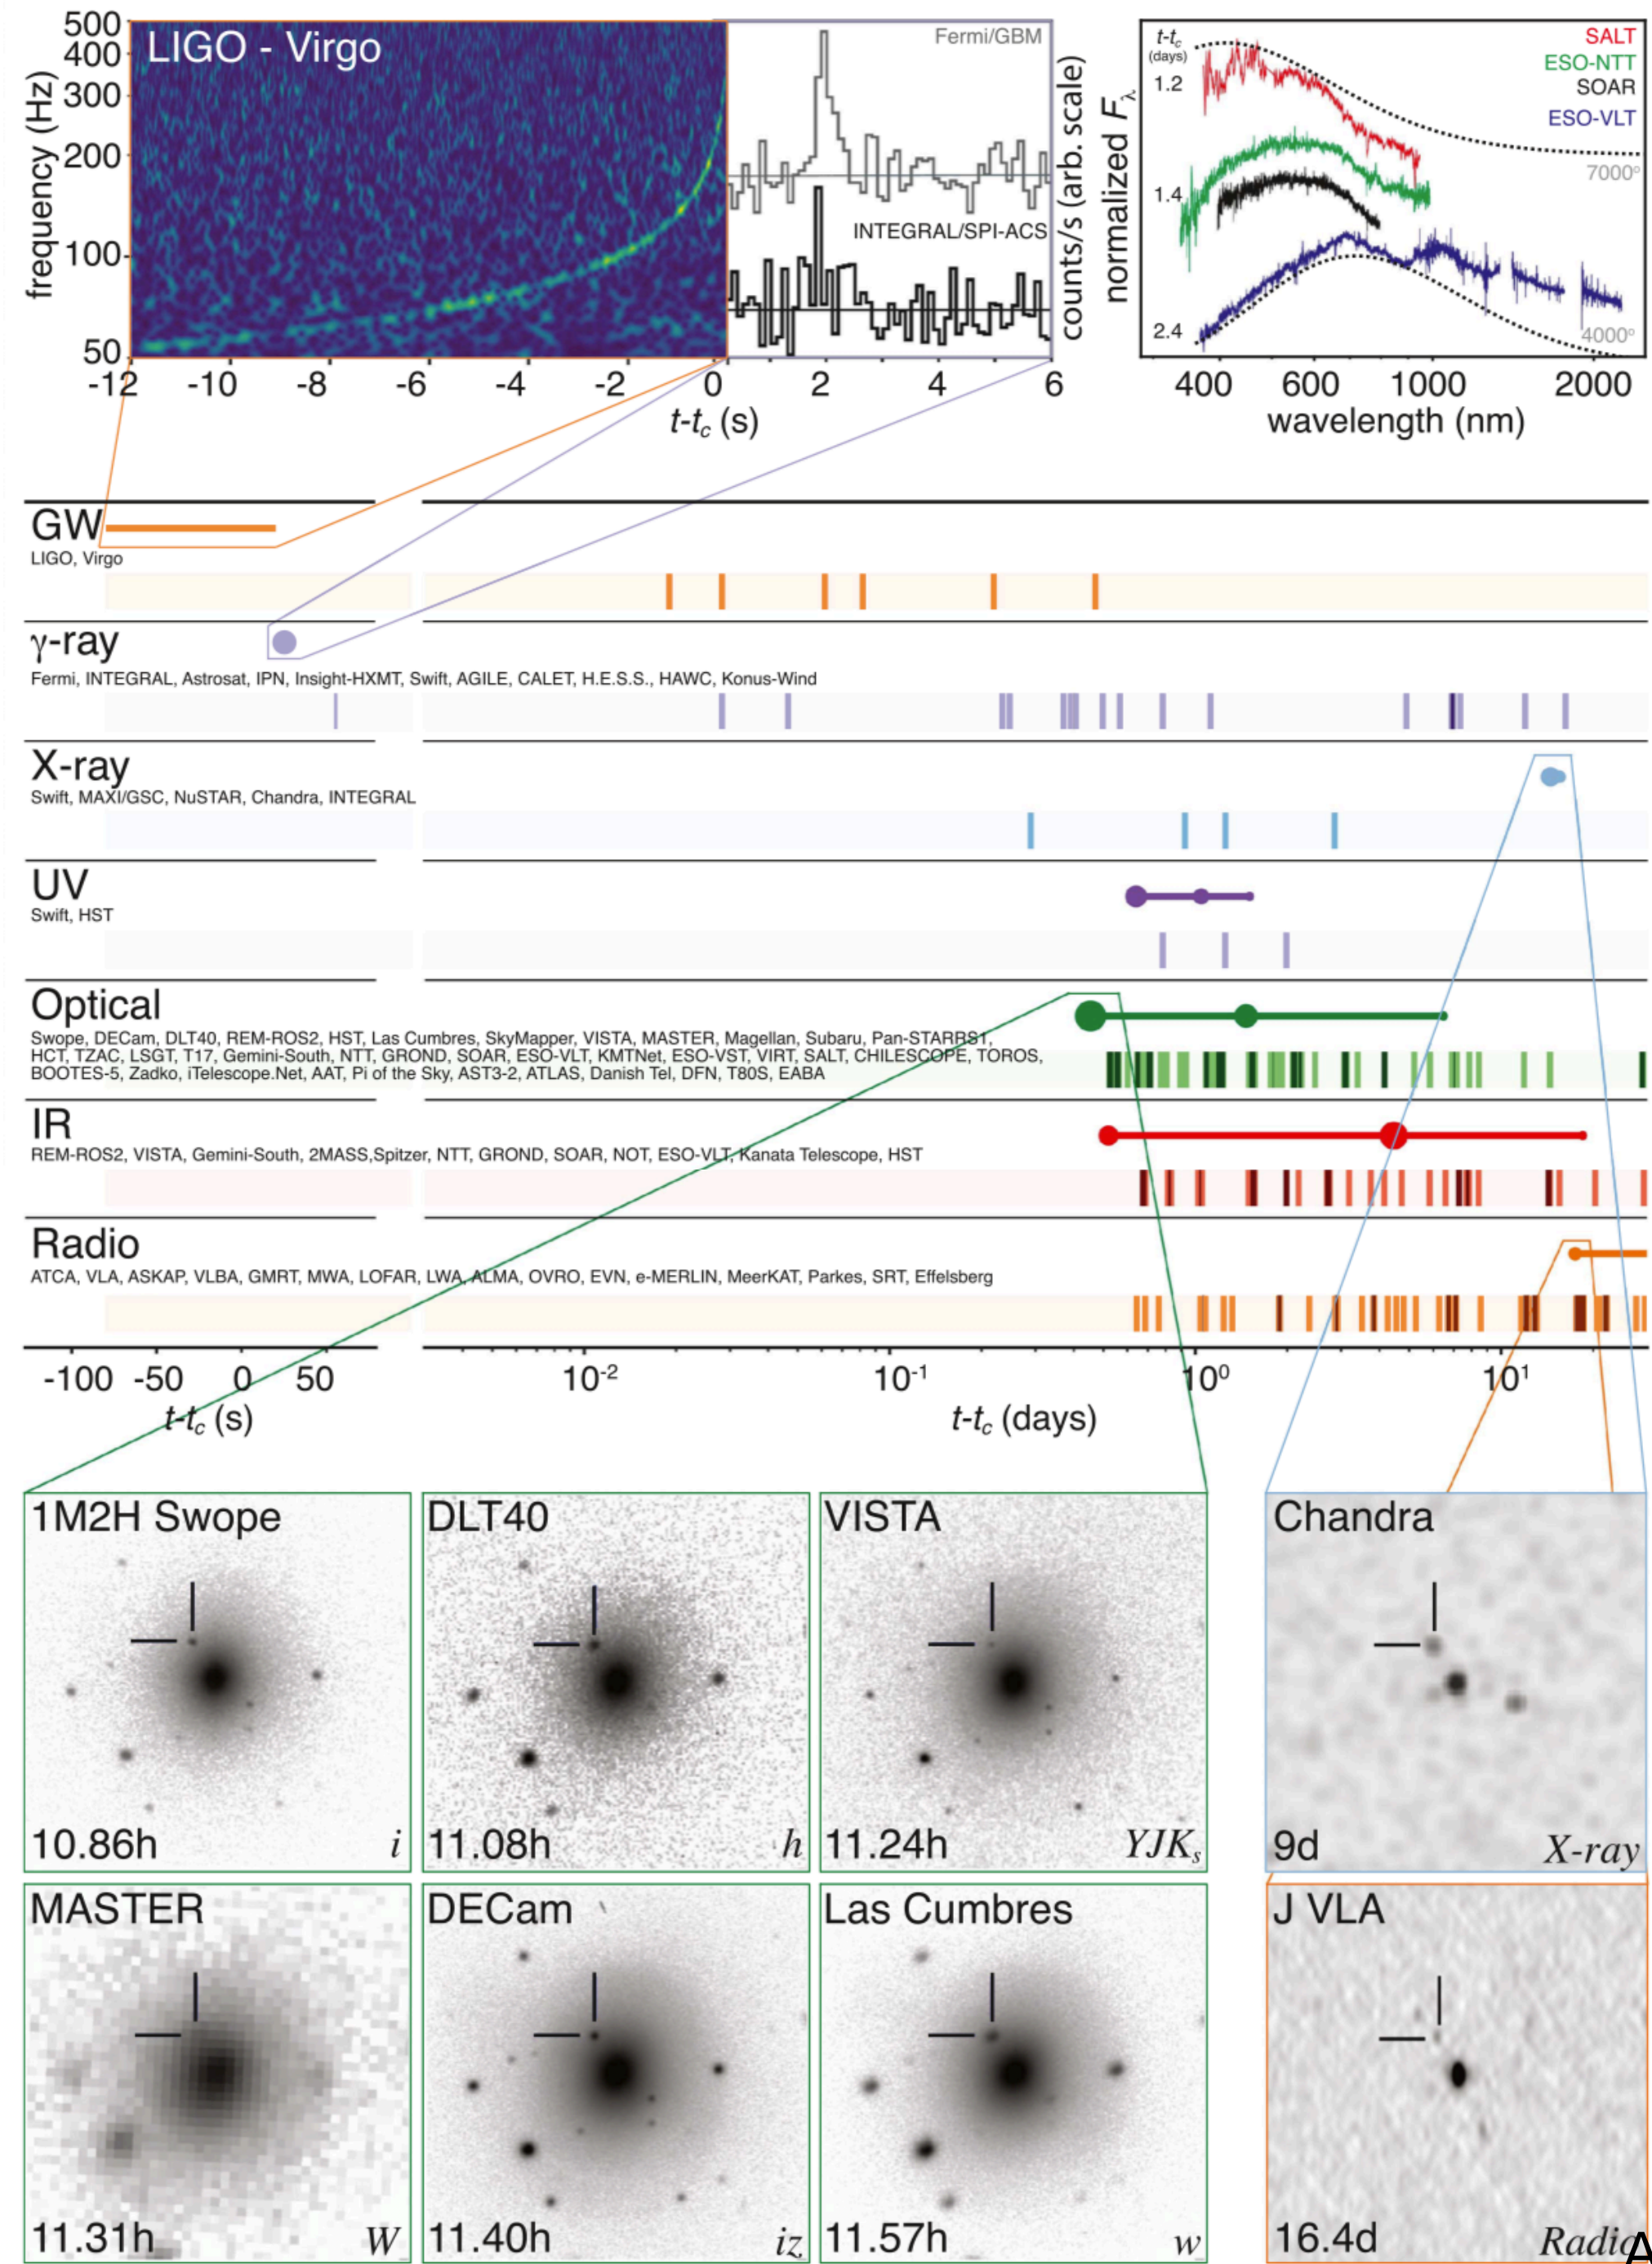 LIGO - Virgo
frequency (Hz)
500
400
300
200
100
50
-12 -10 -8 -6 -4 -2 0 2 4 6
t-tc (s)
Fermi/GBM
INTEGRAL/SPI-ACS
counts/s (arb. scale)
normalized Fλ
t-tc
(days)
1.2
1.4
2.4
SALT
ESO-NTT
SOAR
ESO-VLT
7000°
4000°
400 600 1000 2000
wavelength (nm)
GW
LIGO, Virgo
γ-ray
Fermi, INTEGRAL, Astrosat, IPN, Insight-HXMT, Swift, AGILE, CALET, H.E.S.S., HAWC, Konus-Wind
X-ray
Swift, MAXI/GSC, NuSTAR, Chandra, INTEGRAL
UV
Swift, HST
Optical
Swope, DECam, DLT40, REM-ROS2, HST, Las Cumbres, SkyMapper, VISTA, MASTER, Magellan, Subaru, Pan-STARRS1,
HCT, TZAC, LSGT, T17, Gemini-South, NTT, GROND, SOAR, ESO-VLT, KMTNet, ESO-VST, VIRT, SALT, CHILESCOPE, TOROS,
BOOTES-5, Zadko, iTelescope.Net, AAT, Pi of the Sky, AST3-2, ATLAS, Danish Tel, DFN, T80S, EABA
IR
REM-ROS2, VISTA, Gemini-South, 2MASS,Spitzer, NTT, GROND, SOAR, NOT, ESO-VLT, Kanata Telescope, HST
Radio
ATCA, VLA, ASKAP, VLBA, GMRT, MWA, LOFAR, LWA, ALMA, OVRO, EVN, e-MERLIN, MeerKAT, Parkes, SRT, Effelsberg
-100 -50 0 50 10-2 10-1 100 101
t-tc (s) t-tc (days)
1M2H Swope
10.86h i
DLT40
11.08h h
VISTA
11.24h YJKs
Chandra
9d X-ray
MASTER
11.31h W
DECam
11.40h iz
Las Cumbres
11.57h w
J VLA
16.4d Radio
A